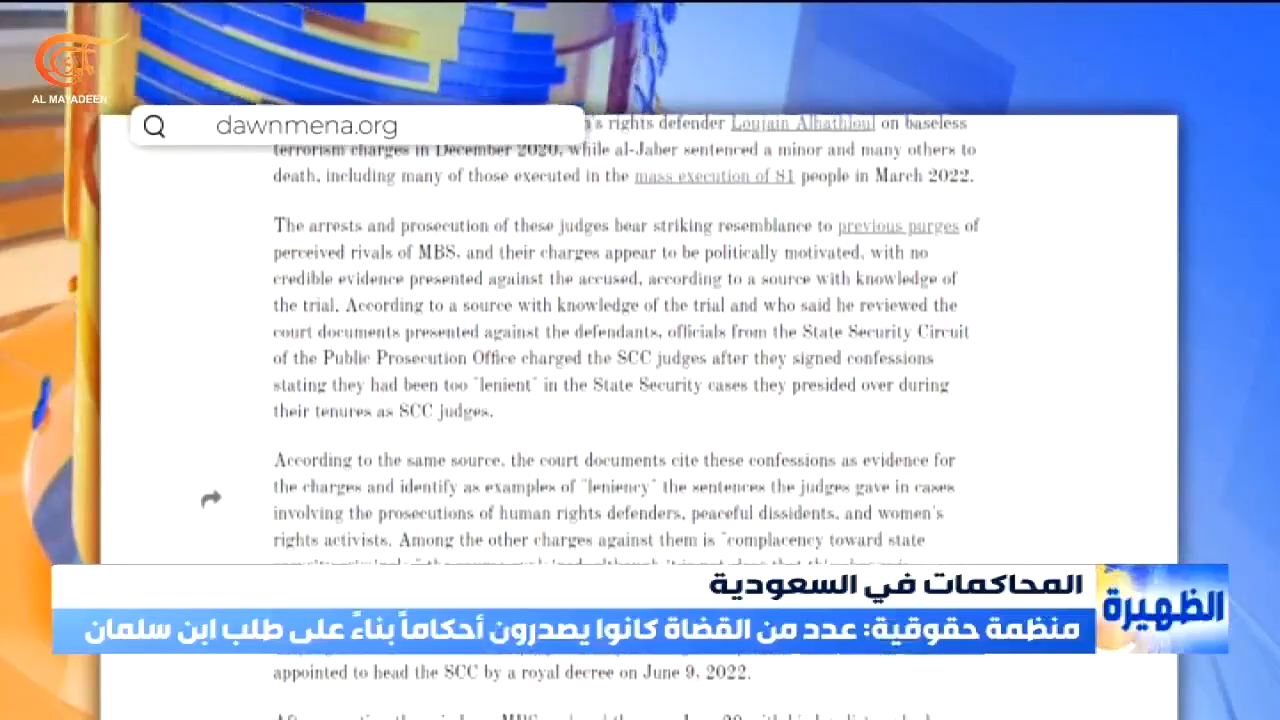 AL MAYADEEN
dawnmena.org
's rights defender Loujain Alhathloul on baseless
terrorism charges in December 2020, while al-Jaber sentenced a minor and many others to
death, including many of those executed in the mass execution of 81 people in March 2022.
The arrests and prosecution of these judges bear striking resemblance to previous purges of
perceived rivals of MBS, and their charges appear to be politically motivated, with no
credible evidence presented against the accused, according to a source with knowledge of
the trial. According to a source with knowledge of the trial and who said he reviewed the
court documents presented against the defendants, officials from the State Security Circuit
of the Public Prosecution Office charged the SCC judges after they signed confessions
stating they had been too "lenient" in the State Security cases they presided over during
their tenures as SCC judges.
According to the same source, the court documents cite these confessions as evidence for
the charges and identify as examples of "leniency" the sentences the judges gave in cases
involving the prosecutions of human rights defenders, peaceful dissidents, and women's
rights activists. Among the other charges against them is "complacency toward state
المحاكمات في السعودية
الظهيرة
منظمة حقوقية: عدد من القضاة كانوا يصدرون أحكاماً بناءً على طلب ابن سلمان
appointed to head the SCC by a royal decree on June 9, 2022.